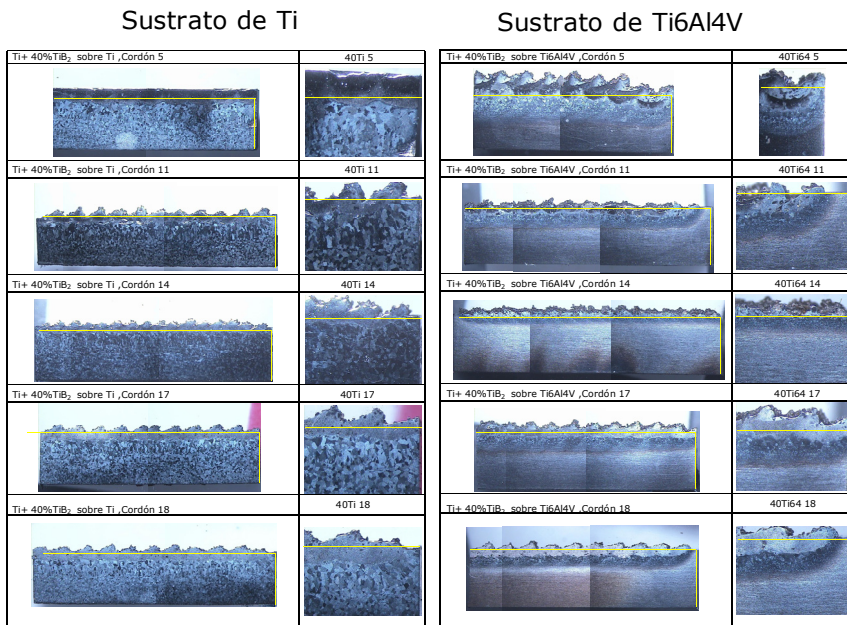 Sustrato de Ti
Sustrato de Ti6Al4V
Ti+ 40%TiB₂ sobre Ti ,Cordón 5
40Ti 5
Ti+ 40%TiB₂ sobre Ti6Al4V ,Cordón 5
40Ti64 5
Ti+ 40%TiB₂ sobre Ti ,Cordón 11
40Ti 11
Ti+ 40%TiB₂ sobre Ti6Al4V ,Cordón 11
40Ti64 11
Ti+ 40%TiB₂ sobre Ti ,Cordón 14
40Ti 14
Ti+ 40%TiB₂ sobre Ti6Al4V ,Cordón 14
40Ti64 14
Ti+ 40%TiB₂ sobre Ti ,Cordón 17
40Ti 17
Ti+ 40%TiB₂ sobre Ti6Al4V ,Cordón 17
40Ti64 17
Ti+ 40%TiB₂ sobre Ti ,Cordón 18
40Ti 18
Ti+ 40%TiB₂ sobre Ti6Al4V ,Cordón 18
40Ti64 18